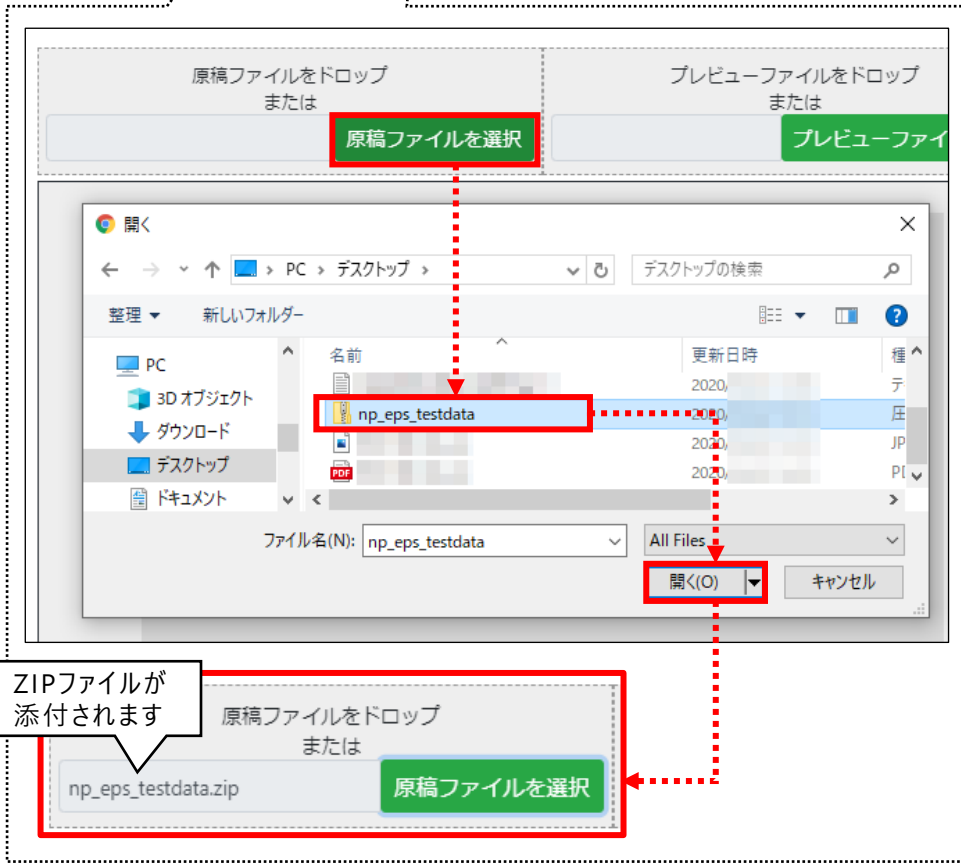 原稿ファイルをドロップ
または
原稿ファイルを選択
プレビューファイルをドロップ
または
プレビューファイ
開く
PC › デスクトップ ›
デスクトップの検索
整理
新しいフォルダー
PC
3D オブジェクト
ダウンロード
デスクトップ
ドキュメント
名前
更新日時
種
2020/
テ
np_eps_testdata
2020/
圧
2020/
JP
PDF
2020/
ファイル名(N):
np_eps_testdata
All Files
開く(O)
キャンセル
ZIPファイルが
添付されます
原稿ファイルをドロップ
または
np_eps_testdata.zip
原稿ファイルを選択